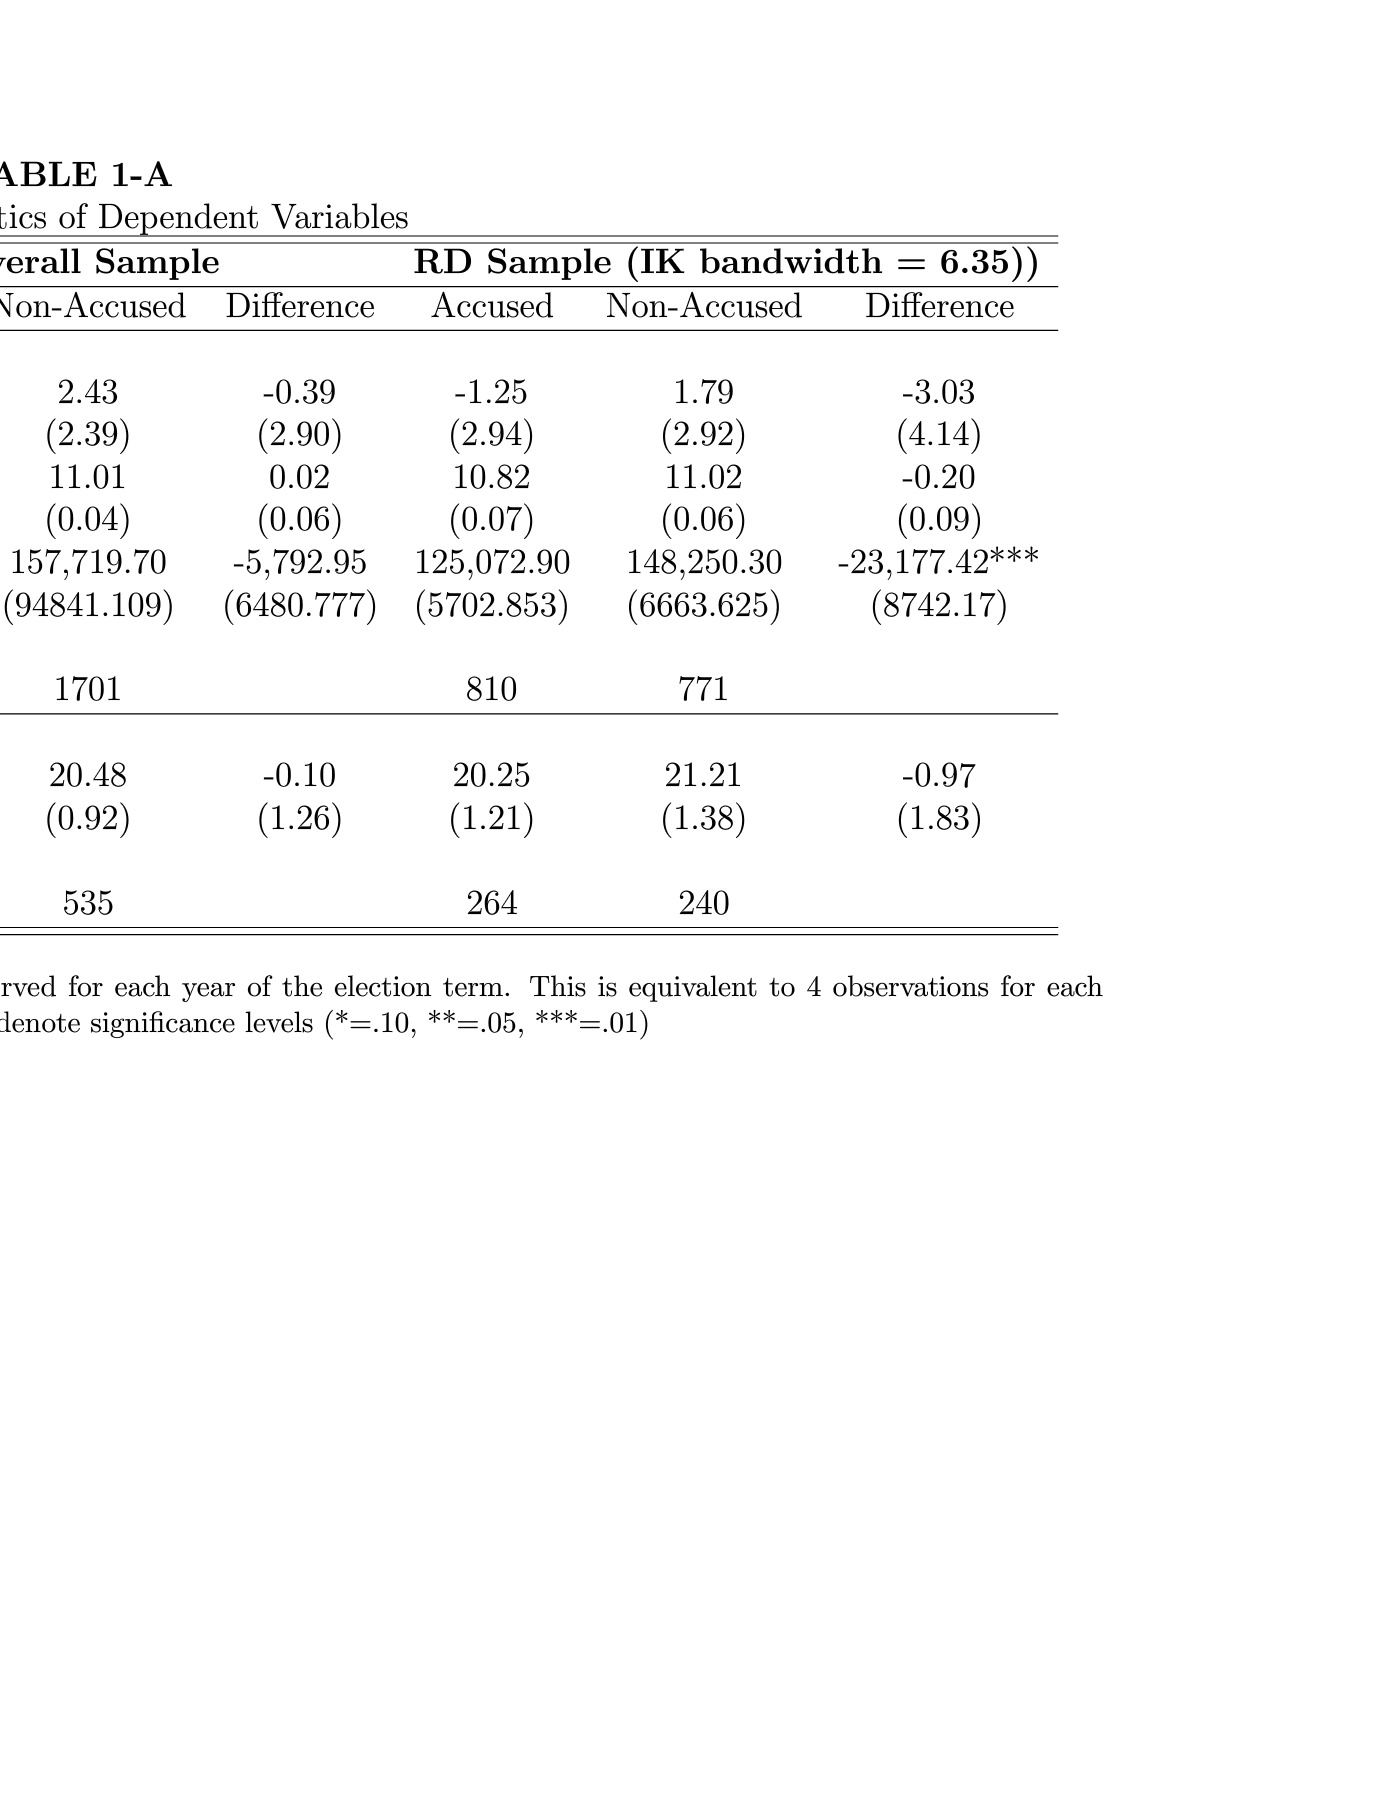 ABLE 1-A
tics of Dependent Variables
verall Sample RD Sample (IK bandwidth = 6.35))
Non-Accused Difference Accused Non-Accused Difference
2.43 -0.39 -1.25 1.79 -3.03
(2.39) (2.90) (2.94) (2.92) (4.14)
11.01 0.02 10.82 11.02 -0.20
(0.04) (0.06) (0.07) (0.06) (0.09)
157,719.70 -5,792.95 125,072.90 148,250.30 -23,177.42***
(94841.109) (6480.777) (5702.853) (6663.625) (8742.17)
1701 810 771
20.48 -0.10 20.25 21.21 -0.97
(0.92) (1.26) (1.21) (1.38) (1.83)
535 264 240
rved for each year of the election term. This is equivalent to 4 observations for each
denote significance levels (*=.10, **=.05, ***=.01)